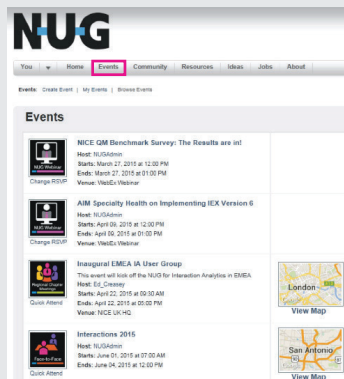 NUG
You Home Events Community Resources Ideas Jobs About
Events: Create Event | My Events | Browse Events
Events
NICE QM Benchmark Survey: The Results are in!
Host: NUGAdmin
Starts: March 27, 2015 at 12:00 PM
Ends: March 27, 2015 at 01:00 PM
Venue: WebEx Webinar
NUG Webinar
Change RSVP
AIM Specialty Health on Implementing IEX Version 6
Host: NUGAdmin
Starts: April 09, 2015 at 12:00 PM
Ends: April 09, 2015 at 01:00 PM
Venue: WebEx Webinar
NUG Webinar
Change RSVP
Inaugural EMEA IA User Group
This event will kick off the NUG for Interaction Analytics in EMEA
Host: Ed_Creasey
Starts: April 22, 2015 at 09:30 AM
Ends: April 22, 2015 at 05:00 PM
Venue: NICE UK HQ
Regional Chapter
Meetings
Quick Attend
London
View Map
Interactions 2015
Host: NUGAdmin
Starts: June 01, 2015 at 07:00 AM
Ends: June 04, 2015 at 12:00 PM
Face-to-Face
Quick Attend
San Antonio
View Map